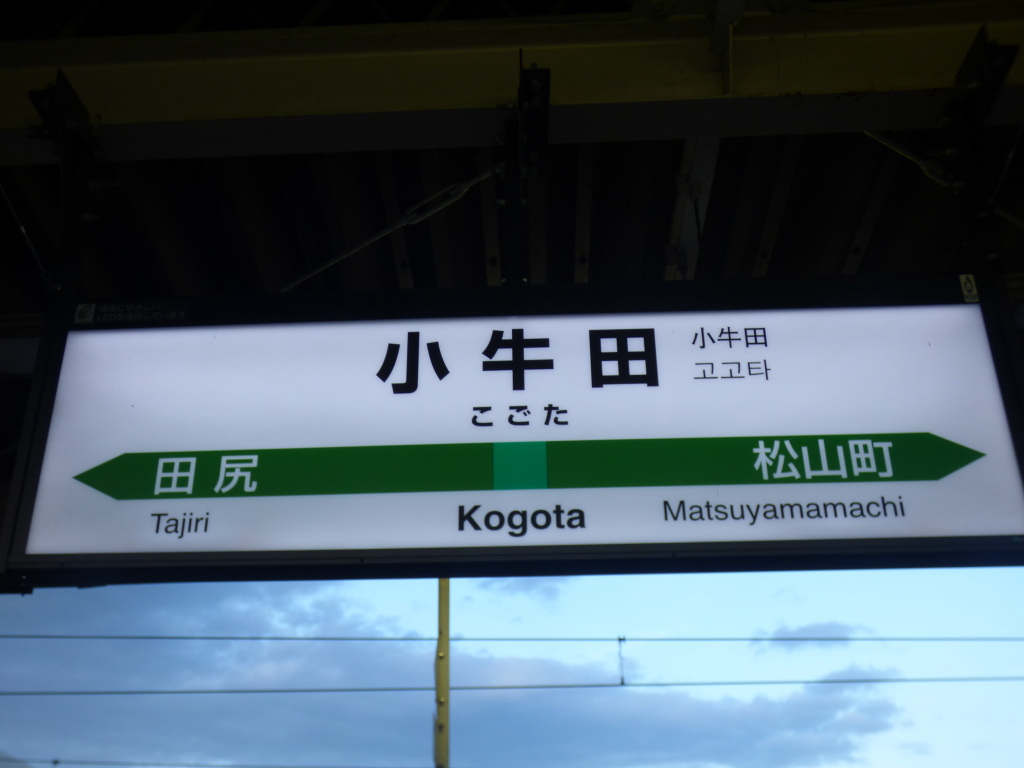 小牛田
小牛田
고고타
こごた
田尻
松山町
Tajiri
Kogota
Matsuyamamachi